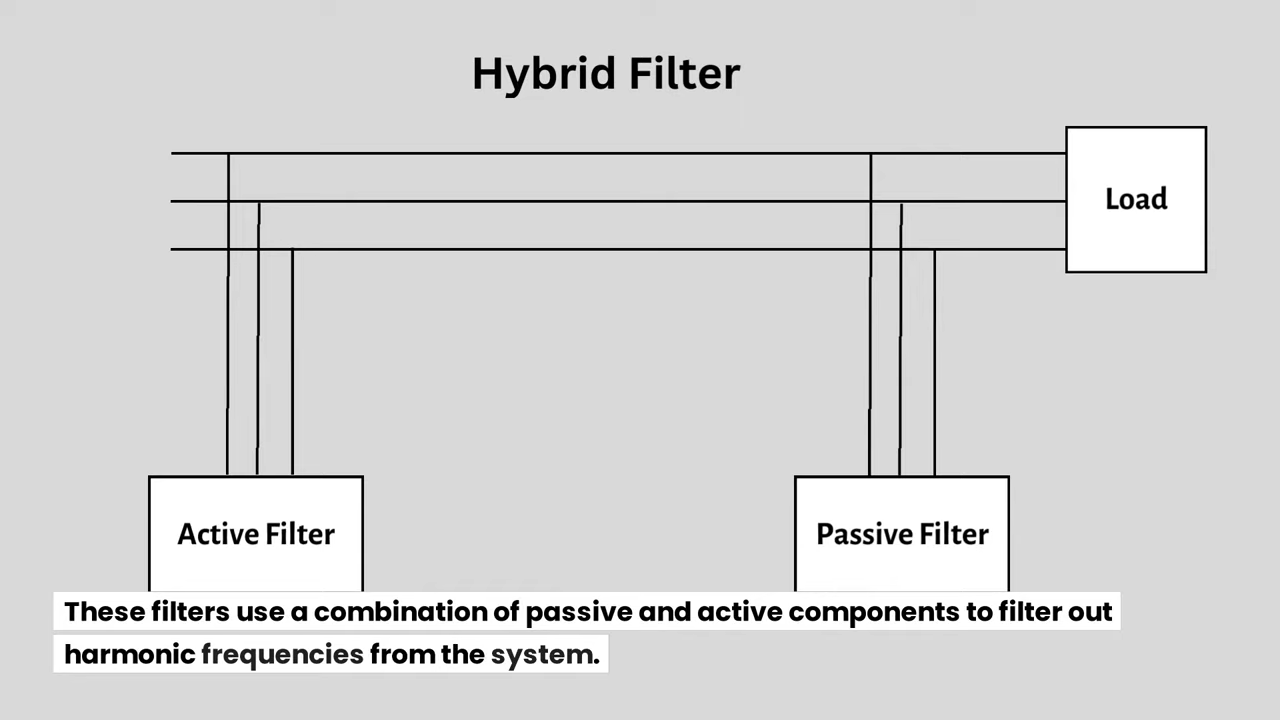 Hybrid Filter
Load
Active Filter
Passive Filter
These filters use a combination of passive and active components to filter out
harmonic frequencies from the system.